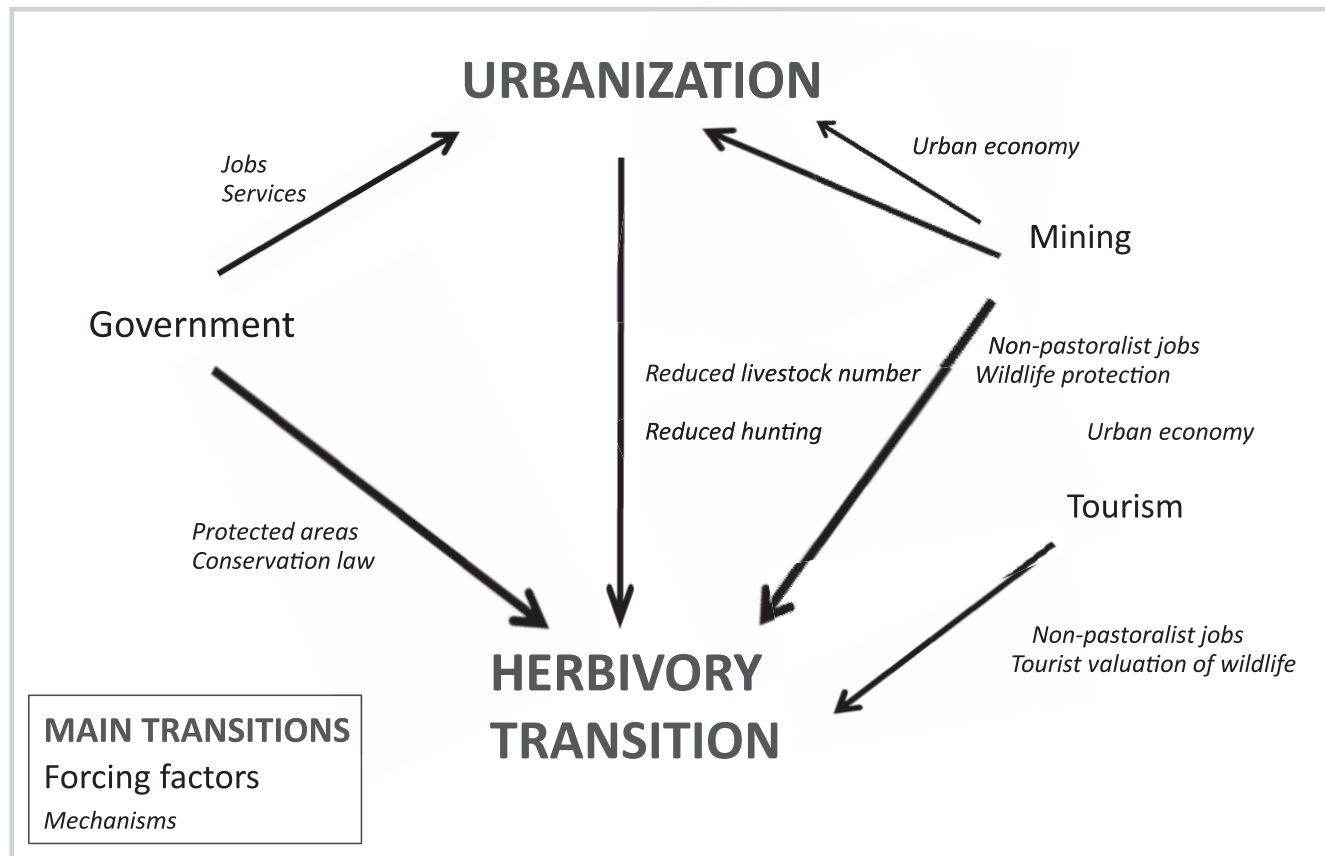 URBANIZATION
Urban economy
Jobs
Services
Mining
Government
Non-pastoralist jobs
Wildlife protection
Reduced livestock number
Reduced hunting
Urban economy
Tourism
Protected areas
Conservation law
Non-pastoralist jobs
Tourist valuation of wildlife
HERBIVORY
TRANSITION
MAIN TRANSITIONS
Forcing factors
Mechanisms